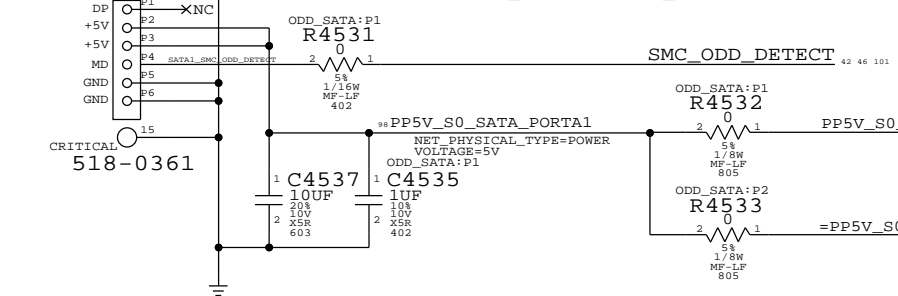 DP P1 NC
+5V P2
+5V P3
MD P4 SATA1_SMC_ODD_DETECT
GND P5
GND P6
15
CRITICAL
518-0361
ODD_SATA:P1
R4531
0
2 1
5%
1/16W
MF-LF
402
SMC_ODD_DETECT 42 46 101
98 PP5V_S0_SATA_PORTA1
NET_PHYSICAL_TYPE=POWER
VOLTAGE=5V
ODD_SATA:P1
1 C4537
10UF
20%
10V
2 X5R
603
1 C4535
1UF
10%
10V
2 X5R
402
ODD_SATA:P1
R4532
0
2 1
5%
1/8W
MF-LF
805
PP5V_S0_
ODD_SATA:P2
R4533
0
2 1
5%
1/8W
MF-LF
805
=PP5V_S0